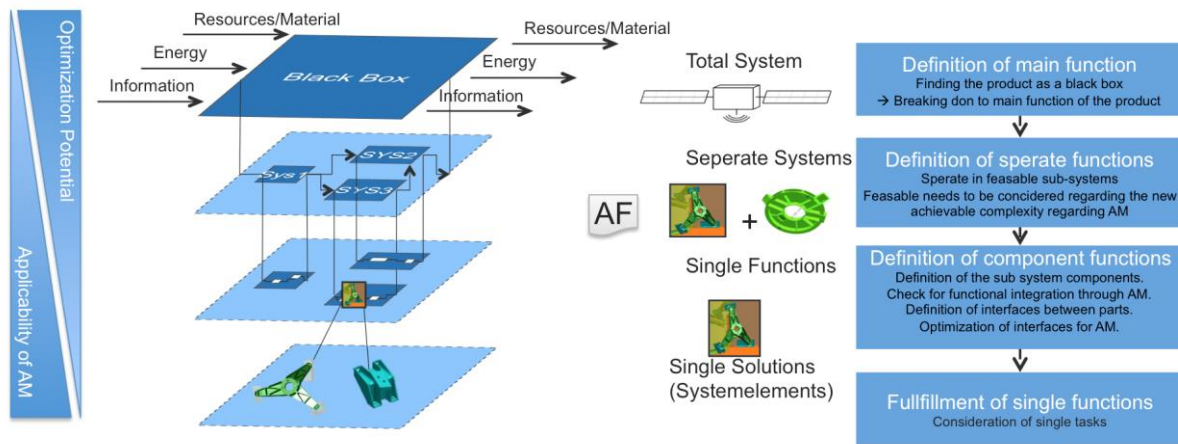 Optimization Potential
Applicability of AM
Resources/Material
Energy
Information
Black Box
Resources/Material
Energy
Information
Sys1
SYS2
SYS3
Total System
Seperate Systems
AF
+
Single Functions
Single Solutions
(Systemelements)
Definition of main function
Finding the product as a black box
→ Breaking don to main function of the product
Definition of sperate functions
Sperate in feasable sub-systems
Feasable needs to be concidered regarding the new
achievable complexity regarding AM
Definition of component functions
Definition of the sub system components.
Check for functional integration through AM.
Definition of interfaces between parts.
Optimization of interfaces for AM.
Fullfillment of single functions
Consideration of single tasks